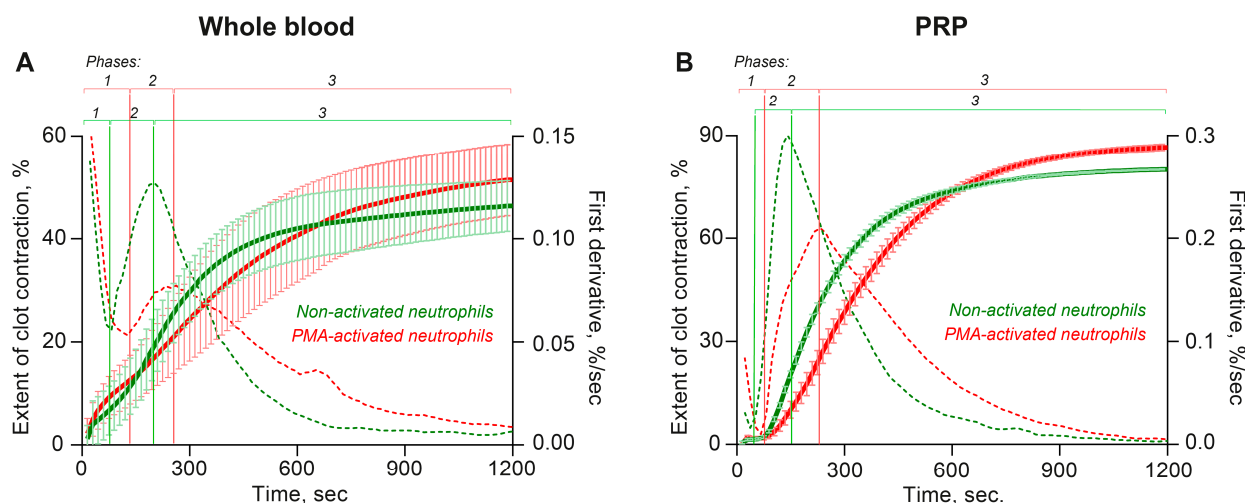 Whole blood
PRP
A
Phases:
1 2 3
1 2 3
Extent of clot contraction, %
60
40
20
0
0.15
0.10
0.05
0.00
First derivative, %/sec
Non-activated neutrophils
PMA-activated neutrophils
0 300 600 900 1200
Time, sec
B
Phases:
1 2 3
2 3
Extent of clot contraction, %
90
60
30
0
0.3
0.2
0.1
0.0
First derivative, %/sec
Non-activated neutrophils
PMA-activated neutrophils
0 300 600 900 1200
Time, sec.